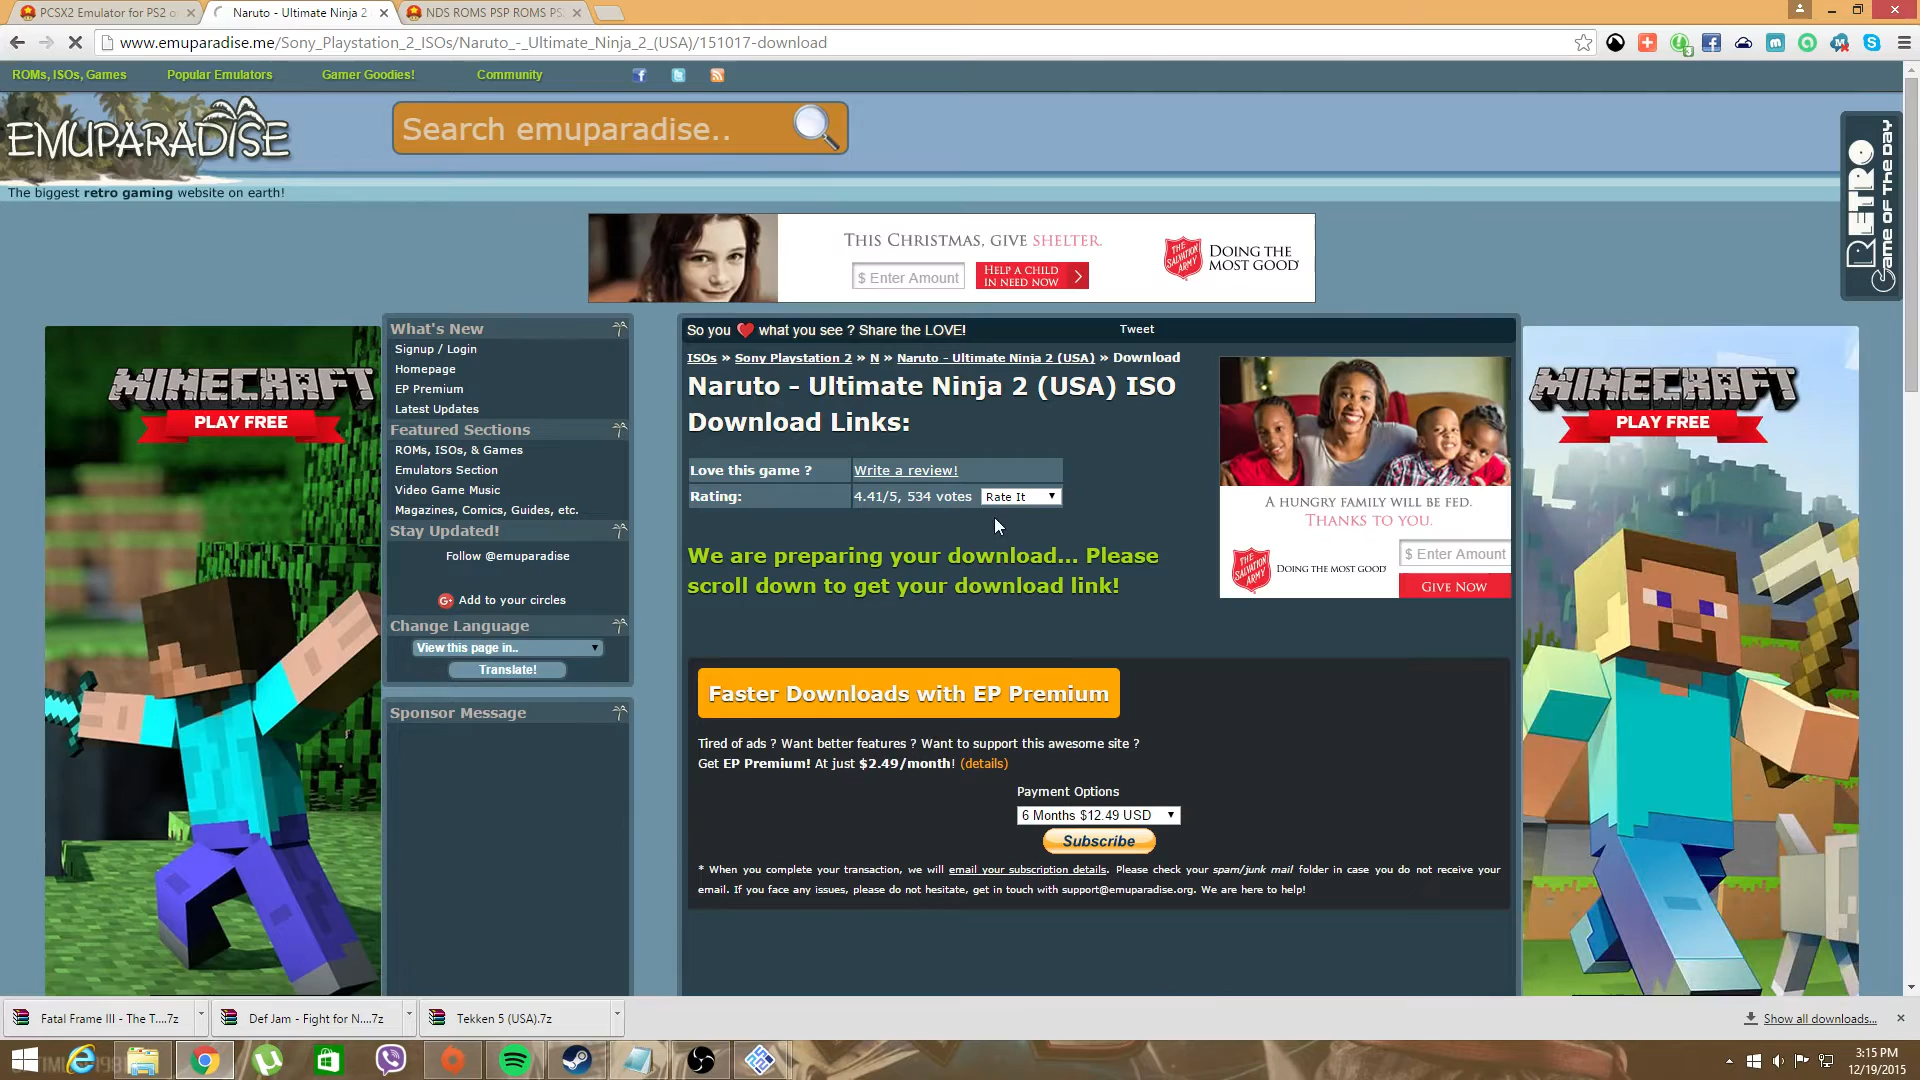 PCSX2 Emulator for PS2 o
Naruto - Ultimate Ninja 2
NDS ROMS PSP ROMS PS
www.emuparadise.me/Sony_Playstation_2_ISOs/Naruto_-_Ultimate_Ninja_2_(USA)/151017-download
ROMs, ISOs, Games
Popular Emulators
Gamer Goodies!
Community
EMUPARADISE
Search emuparadise..
The biggest retro gaming website on earth!
RETRO
Game of The Day
THIS CHRISTMAS, GIVE SHELTER.
$ Enter Amount
HELP A CHILD
IN NEED NOW
THE SALVATION ARMY
DOING THE
MOST GOOD
MINECRAFT
PLAY FREE
What's New
Signup / Login
Homepage
EP Premium
Latest Updates
Featured Sections
ROMs, ISOs, & Games
Emulators Section
Video Game Music
Magazines, Comics, Guides, etc.
Stay Updated!
Follow @emuparadise
Add to your circles
Change Language
View this page in..
Translate!
Sponsor Message
So you ❤ what you see ? Share the LOVE!
Tweet
ISOs » Sony Playstation 2 » N » Naruto - Ultimate Ninja 2 (USA) » Download
Naruto - Ultimate Ninja 2 (USA) ISO
Download Links:
Love this game ?
Write a review!
Rating:
4.41/5, 534 votes
Rate It
We are preparing your download... Please
scroll down to get your download link!
A HUNGRY FAMILY WILL BE FED.
THANKS TO YOU.
THE SALVATION ARMY
DOING THE MOST GOOD
$ Enter Amount
GIVE NOW
MINECRAFT
PLAY FREE
Faster Downloads with EP Premium
Tired of ads ? Want better features ? Want to support this awesome site ?
Get EP Premium! At just $2.49/month! (details)
Payment Options
6 Months $12.49 USD
Subscribe
* When you complete your transaction, we will email your subscription details. Please check your spam/junk mail folder in case you do not receive your
email. If you face any issues, please do not hesitate, get in touch with support@emuparadise.org. We are here to help!
Fatal Frame III - The T....7z
Def Jam - Fight for N....7z
Tekken 5 (USA).7z
Show all downloads...
3:15 PM
12/19/2015